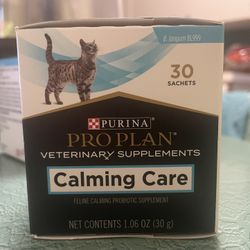 B. longum BL999
30
SACHETS
PURINA
PRO PLAN®
VETERINARY SUPPLEMENTS
Calming Care
FELINE CALMING PROBIOTIC SUPPLEMENT
NET CONTENTS 1.06 OZ (30 g)